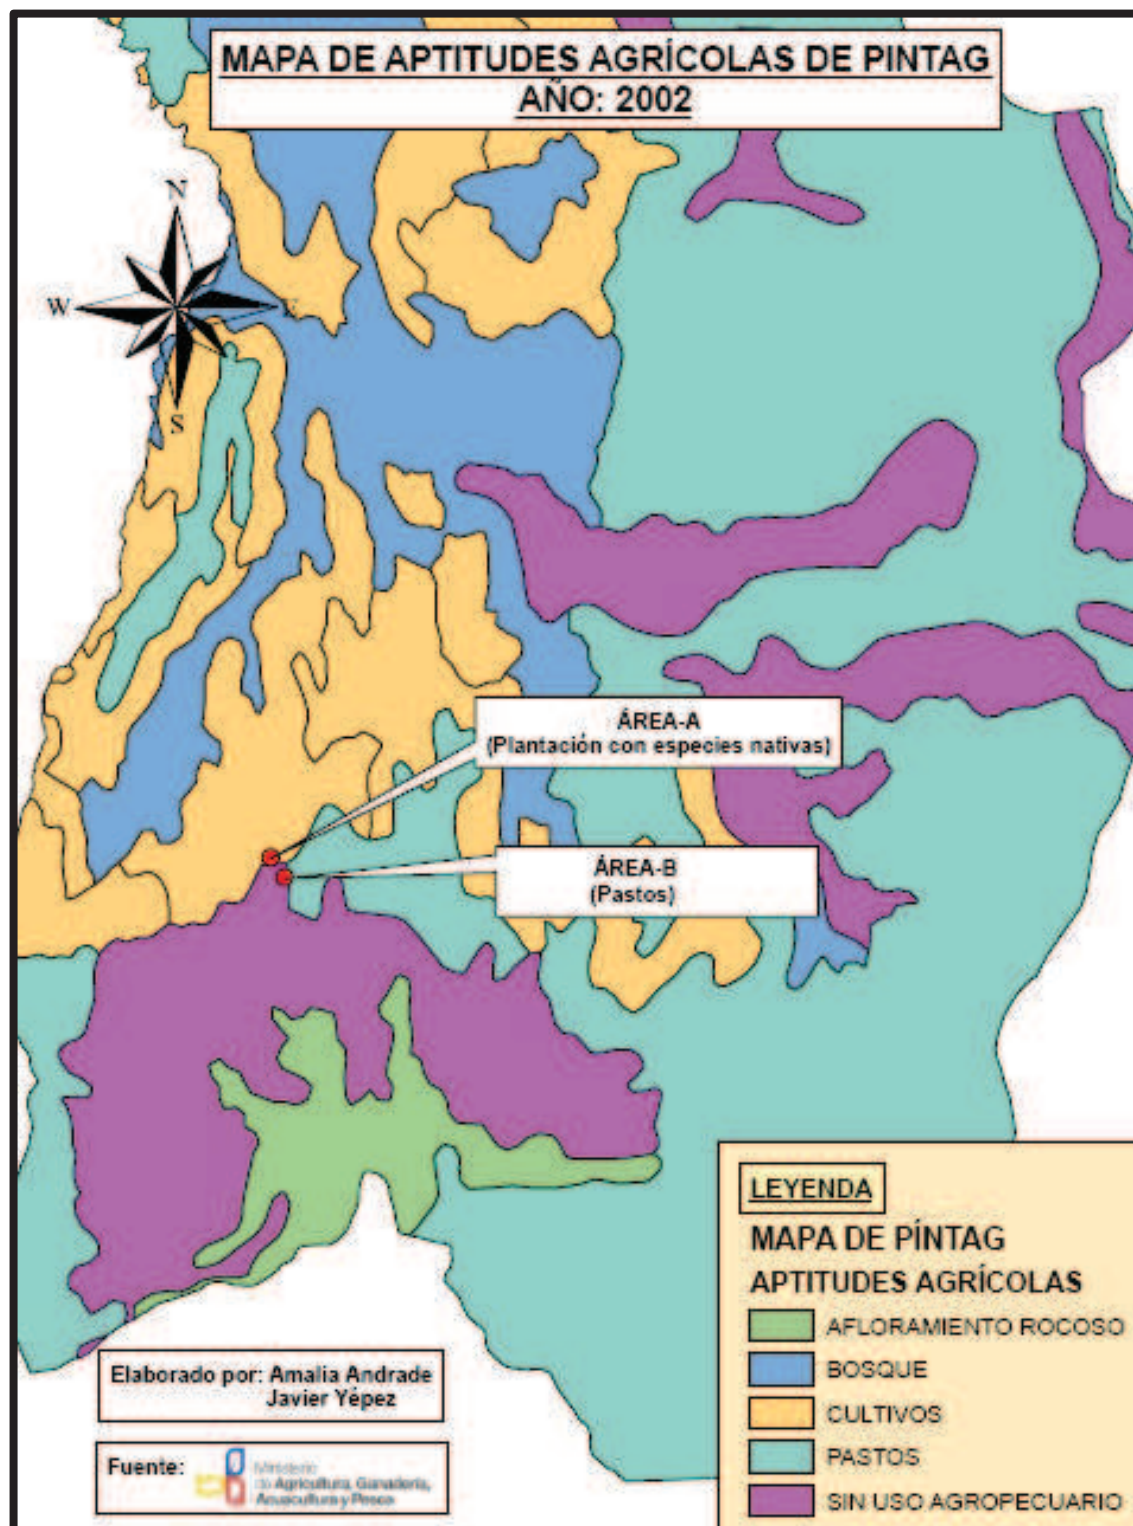 MAPA DE APTITUDES AGRÍCOLAS DE PINTAG
AÑO: 2002
N
W
S
ÁREA-A
(Plantación con especies nativas)
ÁREA-B
(Pastos)
LEYENDA
MAPA DE PÍNTAG
APTITUDES AGRÍCOLAS
AFLORAMIENTO ROCOSO
BOSQUE
CULTIVOS
PASTOS
SIN USO AGROPECUARIO
Elaborado por: Amalia Andrade
Javier Yépez
Fuente:
Ministerio
de Agricultura, Ganadería,
Acuacultura y Pesca